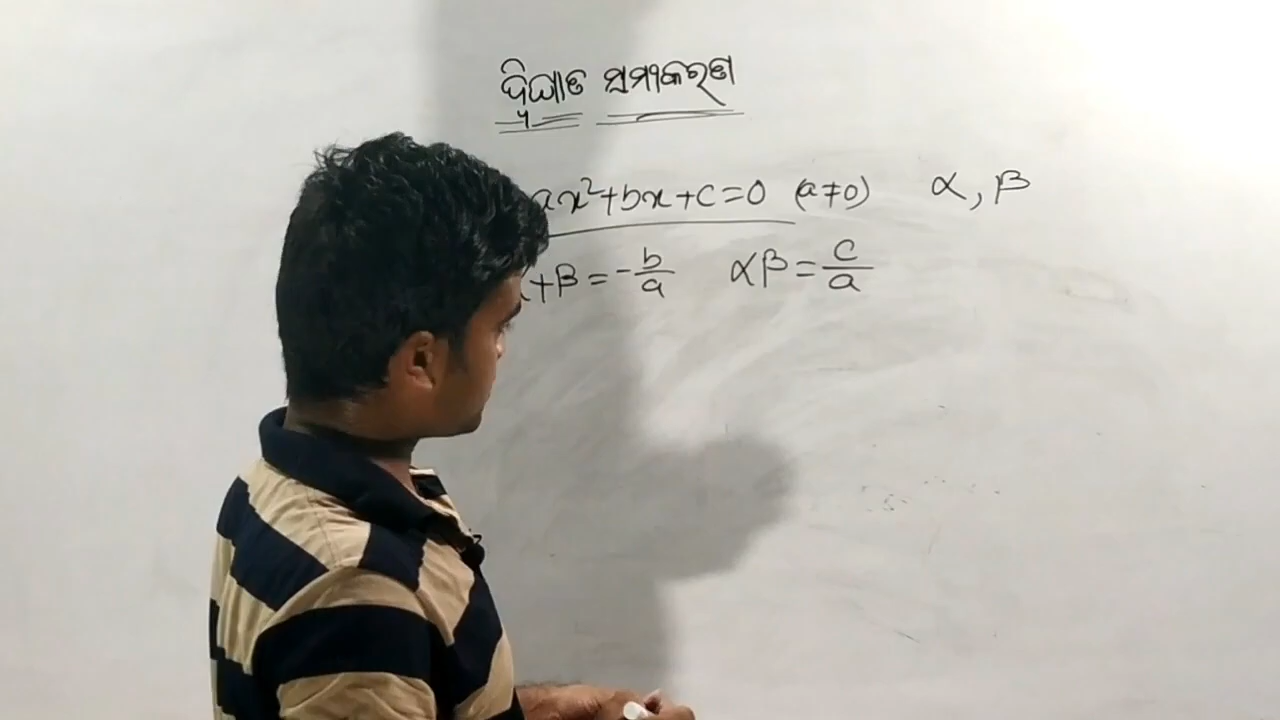 ଦ୍ୱିଘାତ ସମୀକରଣ
ax²+bx+c=0 (a≠0) α, β
+β=-b/a αβ=c/a